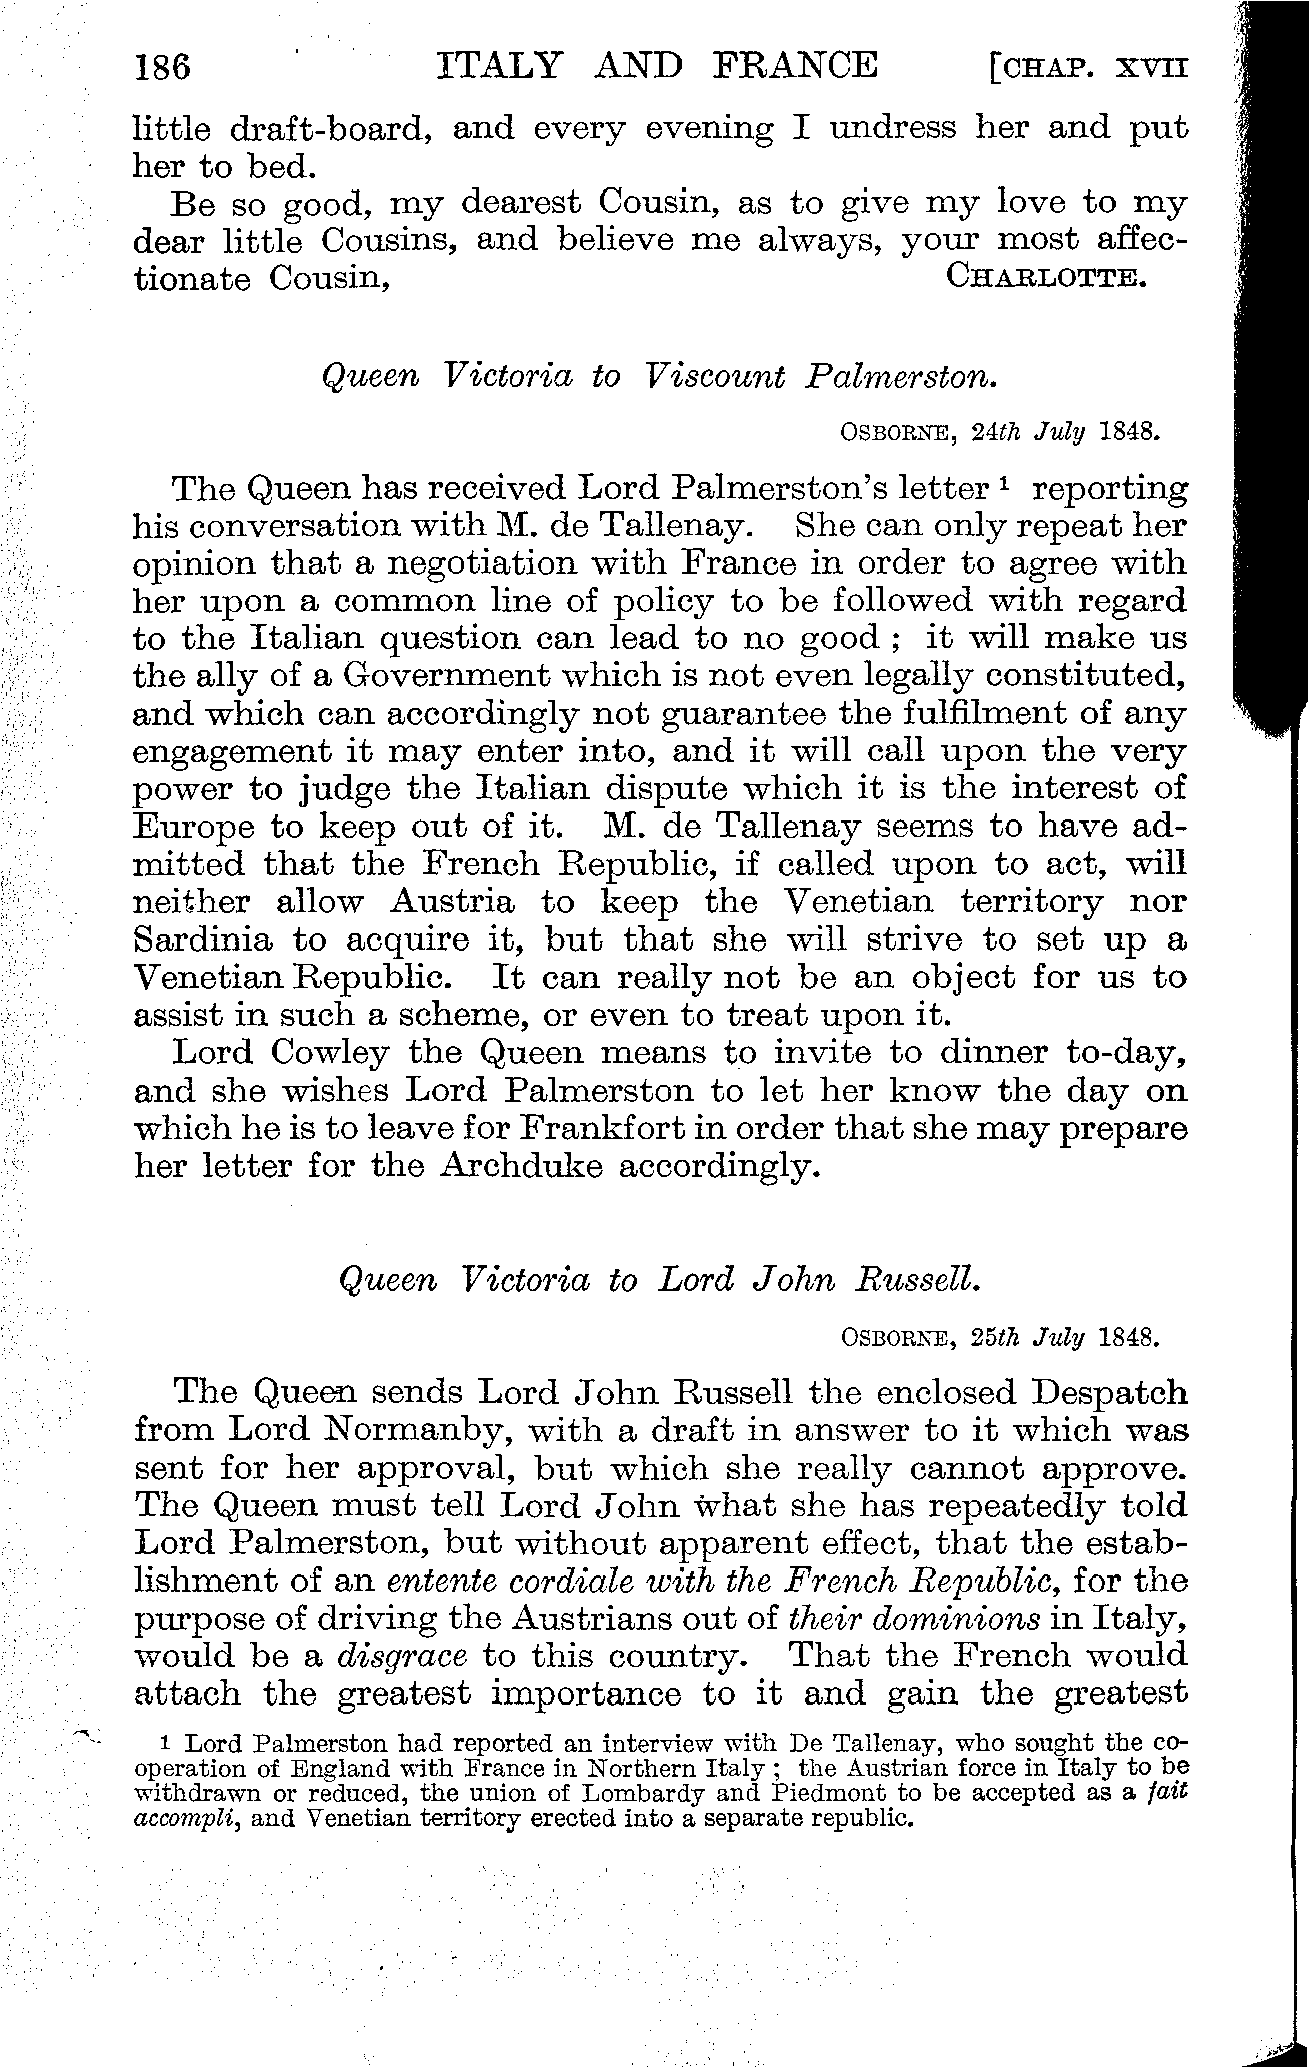 186 ITALY AND FRANCE [CHAP. XVII
little draft-board, and every evening I undress her and put
her to bed.
Be so good, my dearest Cousin, as to give my love to my
dear little Cousins, and believe me always, your most affec-
tionate Cousin, CHARLOTTE.
Queen Victoria to Viscount Palmerston.
OSBORNE, 24th July 1848.
The Queen has received Lord Palmerston's letter 1 reporting
his conversation with M. de Tallenay. She can only repeat her
opinion that a negotiation with France in order to agree with
her upon a common line of policy to be followed with regard
to the Italian question can lead to no good ; it will make us
the ally of a Government which is not even legally constituted,
and which can accordingly not guarantee the fulfilment of any
engagement it may enter into, and it will call upon the very
power to judge the Italian dispute which it is the interest of
Europe to keep out of it. M. de Tallenay seems to have ad-
mitted that the French Republic, if called upon to act, will
neither allow Austria to keep the Venetian territory nor
Sardinia to acquire it, but that she will strive to set up a
Venetian Republic. It can really not be an object for us to
assist in such a scheme, or even to treat upon it.
Lord Cowley the Queen means to invite to dinner to-day,
and she wishes Lord Palmerston to let her know the day on
which he is to leave for Frankfort in order that she may prepare
her letter for the Archduke accordingly.
Queen Victoria to Lord John Russell.
OSBORNE, 25th July 1848.
The Queen sends Lord John Russell the enclosed Despatch
from Lord Normanby, with a draft in answer to it which was
sent for her approval, but which she really cannot approve.
The Queen must tell Lord John what she has repeatedly told
Lord Palmerston, but without apparent effect, that the estab-
lishment of an entente cordiale with the French Republic, for the
purpose of driving the Austrians out of their dominions in Italy,
would be a disgrace to this country. That the French would
attach the greatest importance to it and gain the greatest
1 Lord Palmerston had reported an interview with De Tallenay, who sought the co-
operation of England with France in Northern Italy ; the Austrian force in Italy to be
withdrawn or reduced, the union of Lombardy and Piedmont to be accepted as a fait
accompli, and Venetian territory erected into a separate republic.